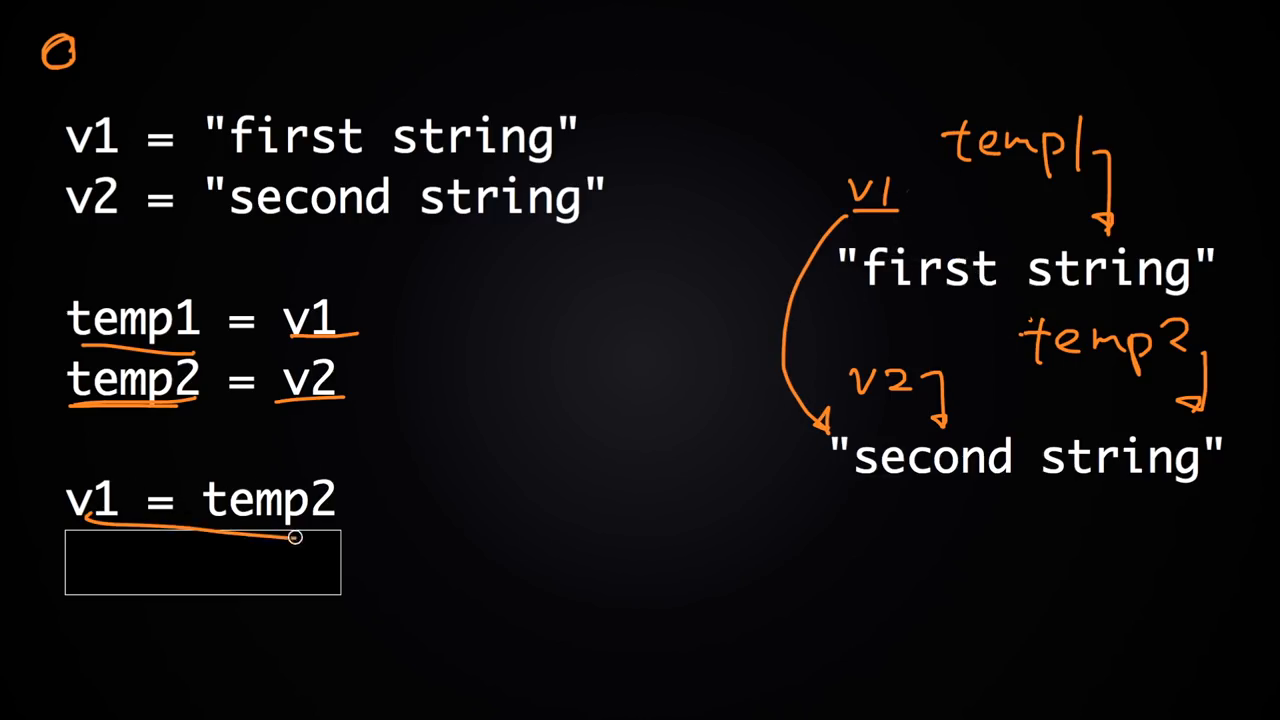 v1 = "first string"
v2 = "second string"
temp1 = v1
temp2 = v2
v1 = temp2
temp1
v1
"first string"
temp2
v2
"second string"